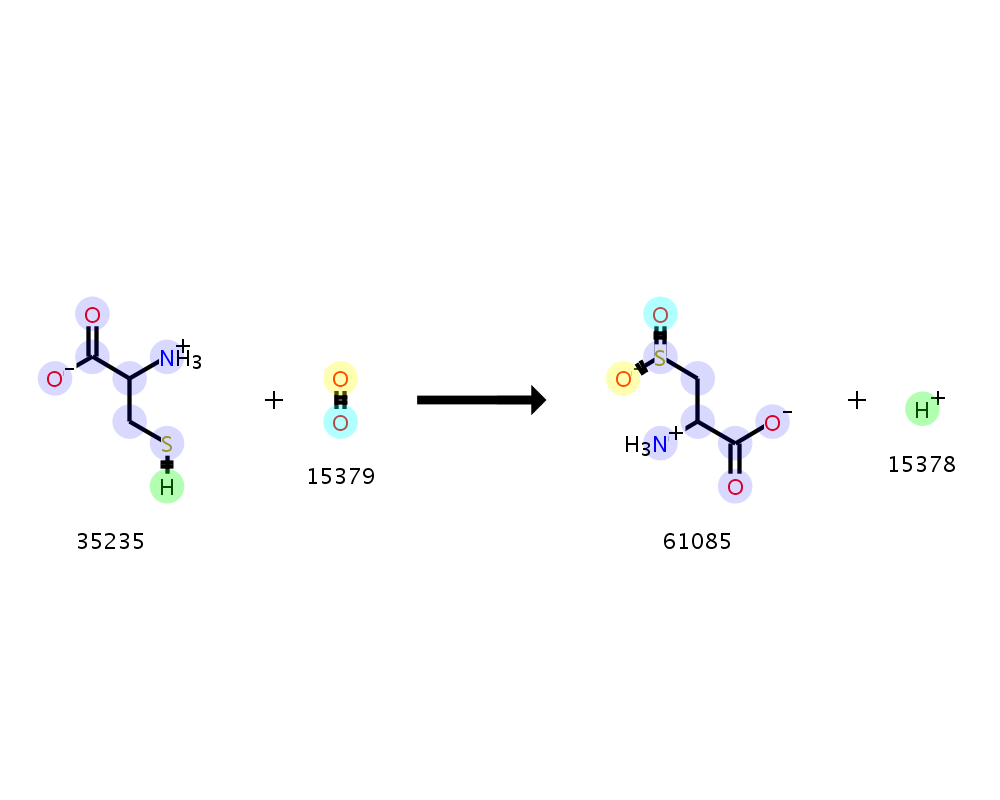 O O
O⁻ NH₃⁺ O O⁻ S
S + O H₃N⁺ O⁻ + H⁺
H O
15379 15378
35235 61085